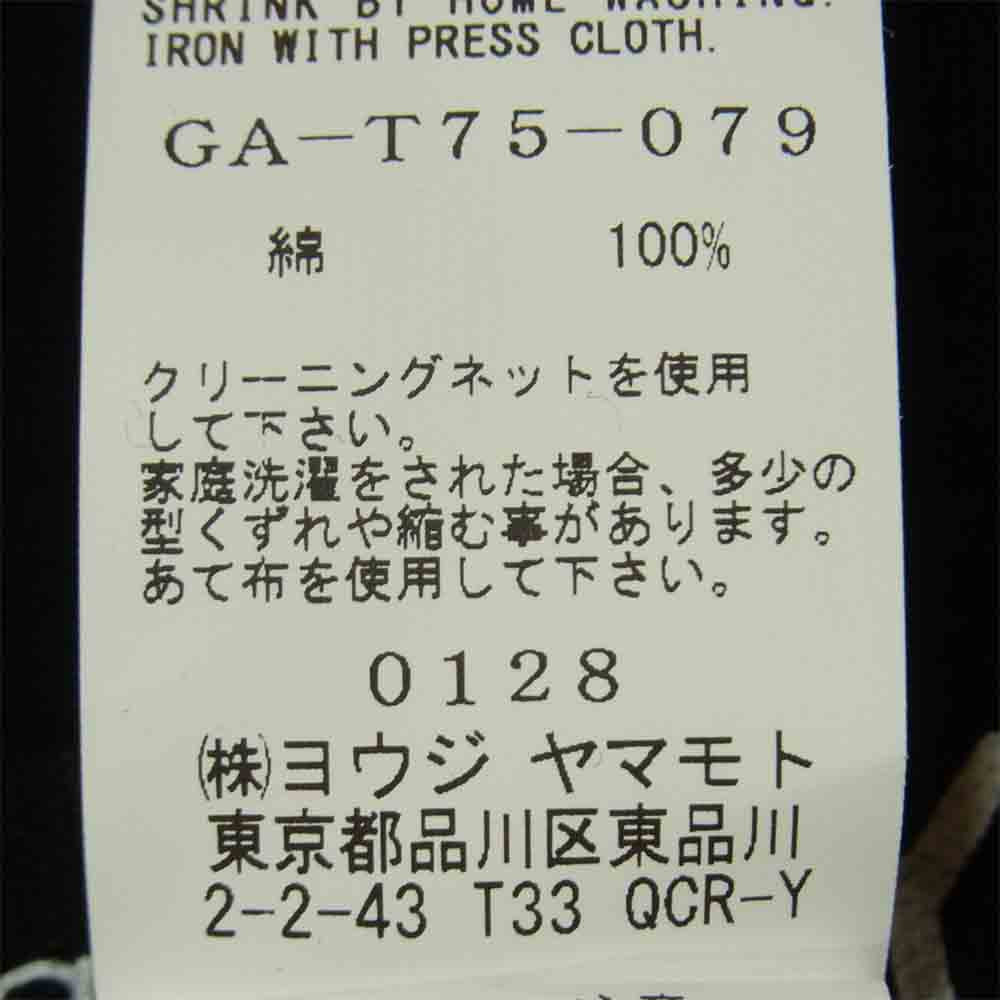 SHRINK BY HOME WASHING.
IRON WITH PRESS CLOTH.
GA-T75-079
綿 100%
クリーニングネットを使用
して下さい。
家庭洗濯をされた場合、多少の
型くずれや縮む事があります。
あて布を使用して下さい。
0128
㈱ヨウジ ヤマモト
東京都品川区東品川
2-2-43 T33 QCR-Y